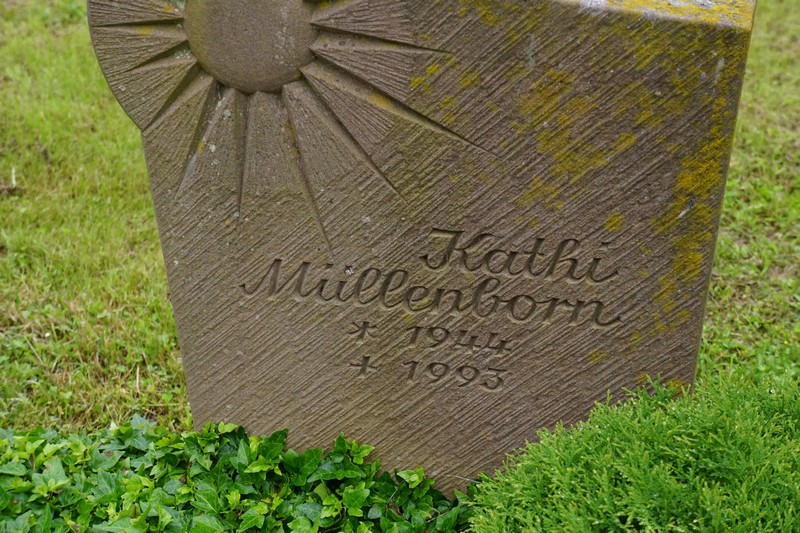 Kathi
Müllenborn
* 1944
+ 1993